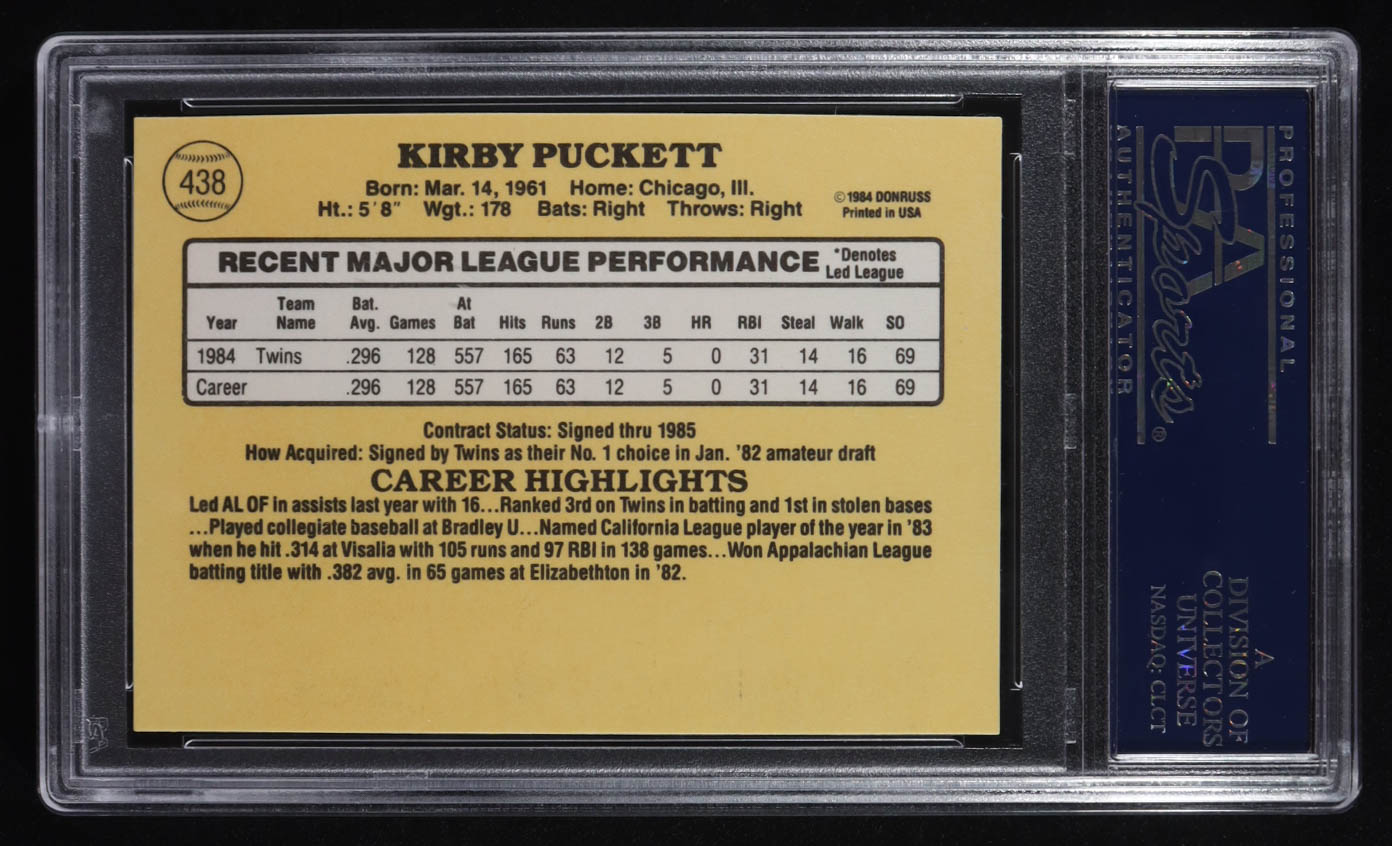 438
KIRBY PUCKETT
Born: Mar. 14, 1961 Home: Chicago, Ill.
Ht.: 5'8" Wgt.: 178 Bats: Right Throws: Right
©1984 DONRUSS
Printed in USA
RECENT MAJOR LEAGUE PERFORMANCE
*Denotes
Led League
Year Team Name Bat. Avg. Games At Bat Hits Runs 2B 3B HR RBI Steal Walk SO
1984 Twins .296 128 557 165 63 12 5 0 31 14 16 69
Career .296 128 557 165 63 12 5 0 31 14 16 69
Contract Status: Signed thru 1985
How Acquired: Signed by Twins as their No. 1 choice in Jan. '82 amateur draft
CAREER HIGHLIGHTS
Led AL OF in assists last year with 16...Ranked 3rd on Twins in batting and 1st in stolen bases
...Played collegiate baseball at Bradley U...Named California League player of the year in '83
when he hit .314 at Visalia with 105 runs and 97 RBI in 138 games...Won Appalachian League
batting title with .382 avg. in 65 games at Elizabethton in '82.
PROFESSIONAL
PSA
Sports®
AUTHENTICATOR
A
DIVISION OF
COLLECTORS
UNIVERSE
NASDAQ: CLCT
PSA